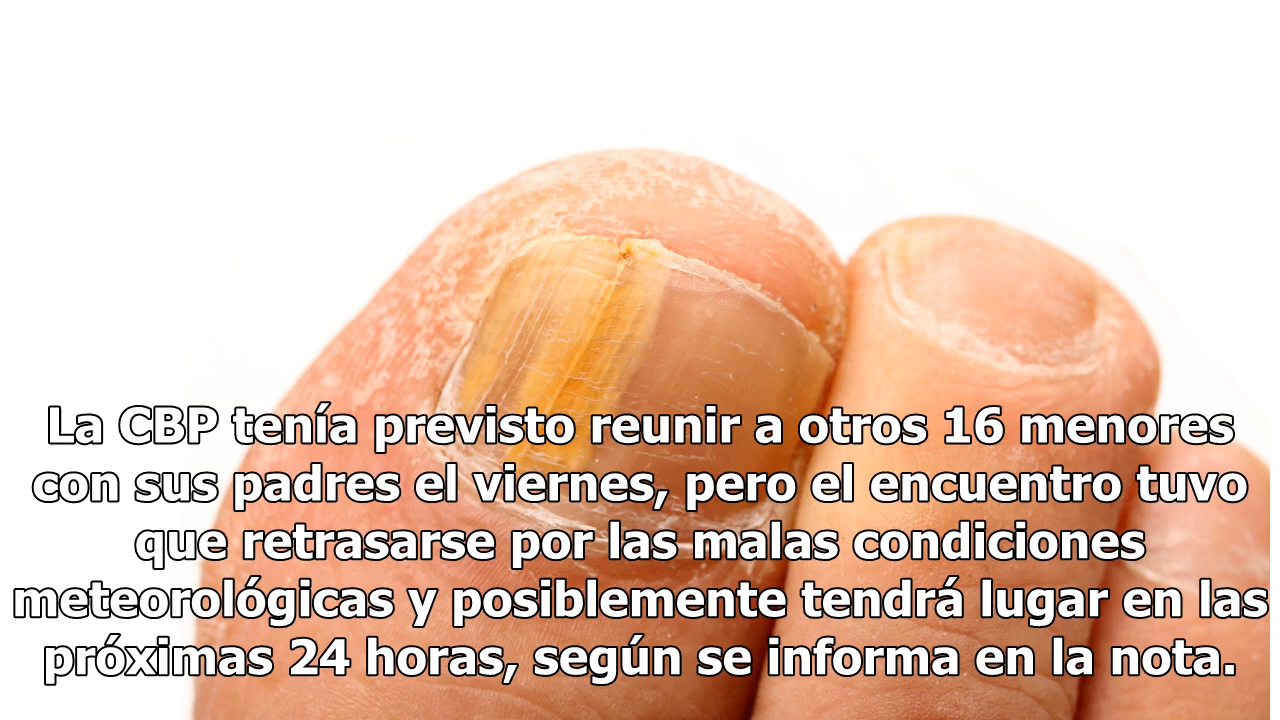 La CBP tenía previsto reunir a otros 16 menores
con sus padres el viernes, pero el encuentro tuvo
que retrasarse por las malas condiciones
meteorológicas y posiblemente tendrá lugar en las
próximas 24 horas, según se informa en la nota.